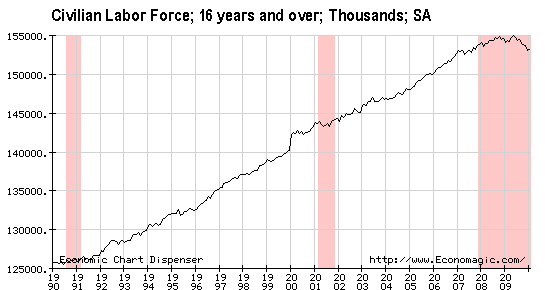 Civilian Labor Force; 16 years and over; Thousands; SA
155000.
150000.
145000.
140000.
135000.
130000.
125000.
Economic Chart Dispenser
http://www.Economagic.com/
19 19 19 19 19 19 19 19 19 19 20 20 20 20 20 20 20 20 20 20
90 91 92 93 94 95 96 97 98 99 00 01 02 03 04 05 06 07 08 09